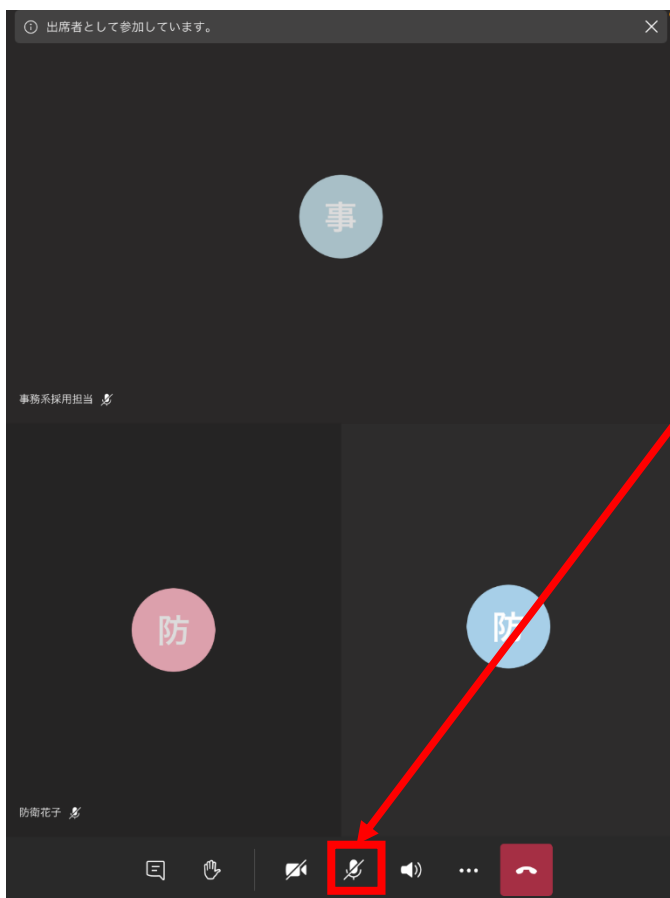 出席者として参加しています。
事
事務系採用担当
防
防
防衛花子